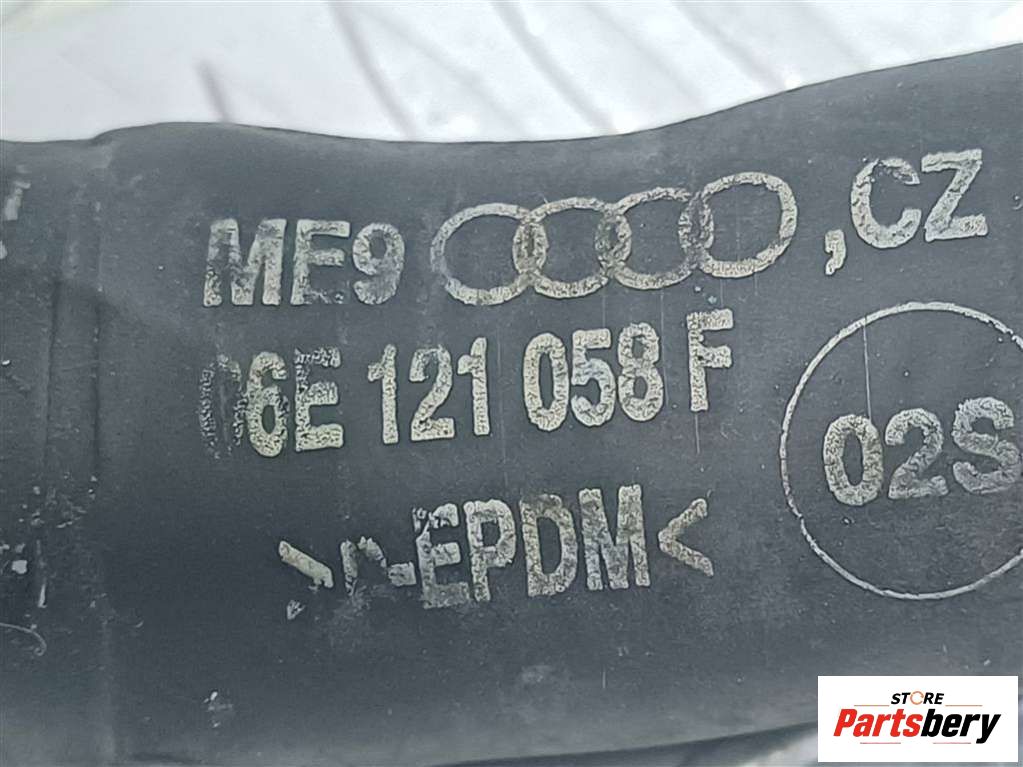 ME9 ,CZ
06E 121 058 F
02S
>P-EPDM<
STORE
Partsbery